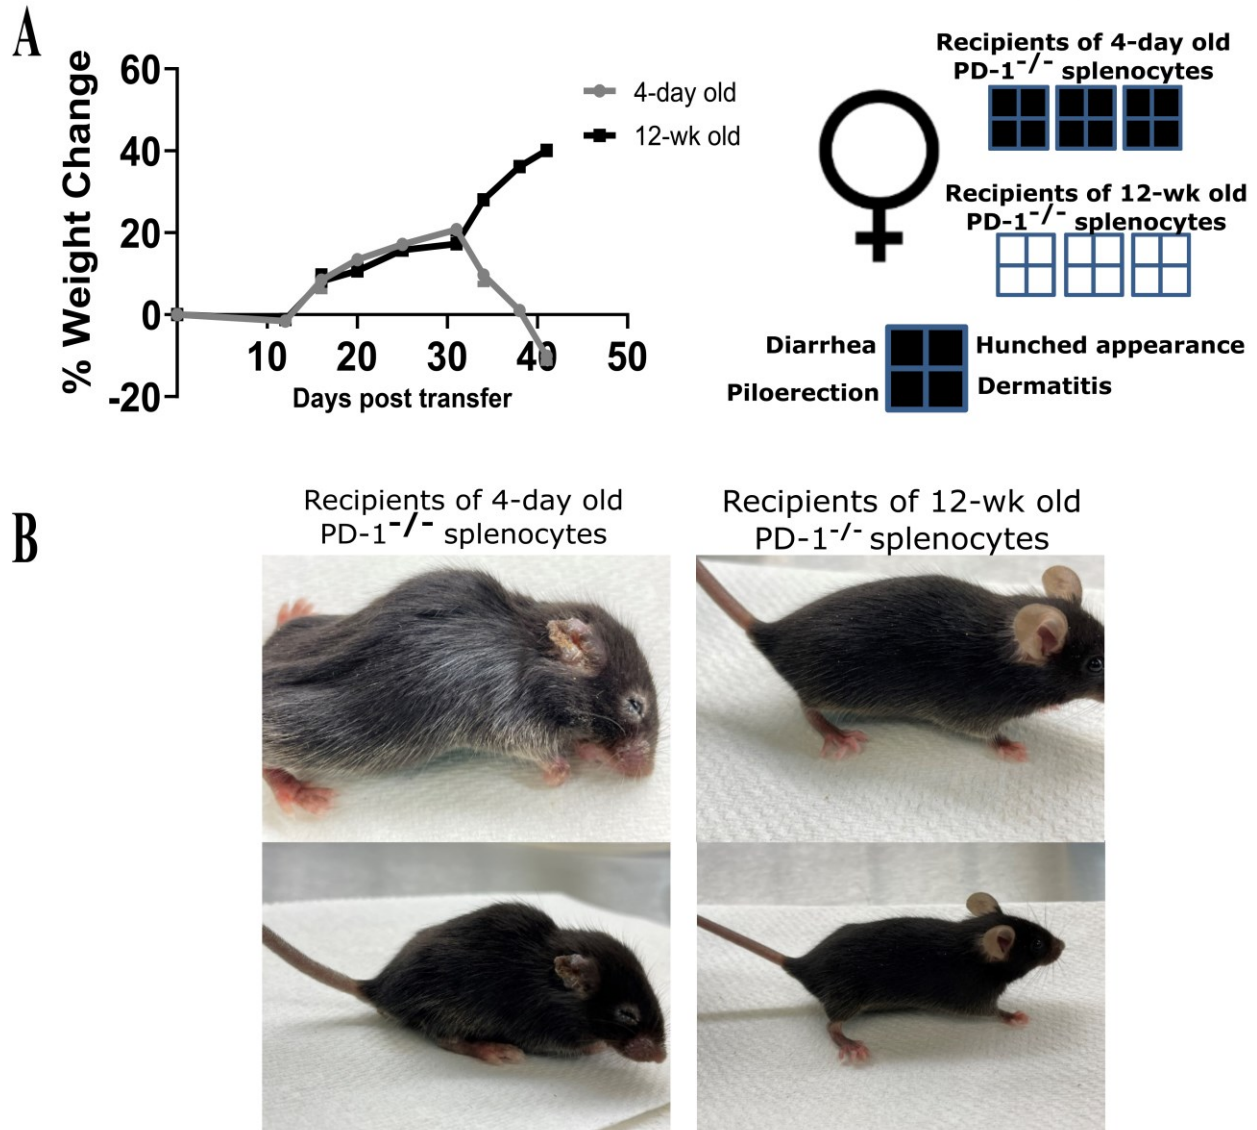 A
60
40
20
0
-20
% Weight Change
10 20 30 40 50
Days post transfer
4-day old
12-wk old
Recipients of 4-day old
PD-1-/- splenocytes
Recipients of 12-wk old
PD-1-/- splenocytes
Diarrhea
Hunched appearance
Piloerection
Dermatitis
B
Recipients of 4-day old
PD-1-/- splenocytes
Recipients of 12-wk old
PD-1-/- splenocytes